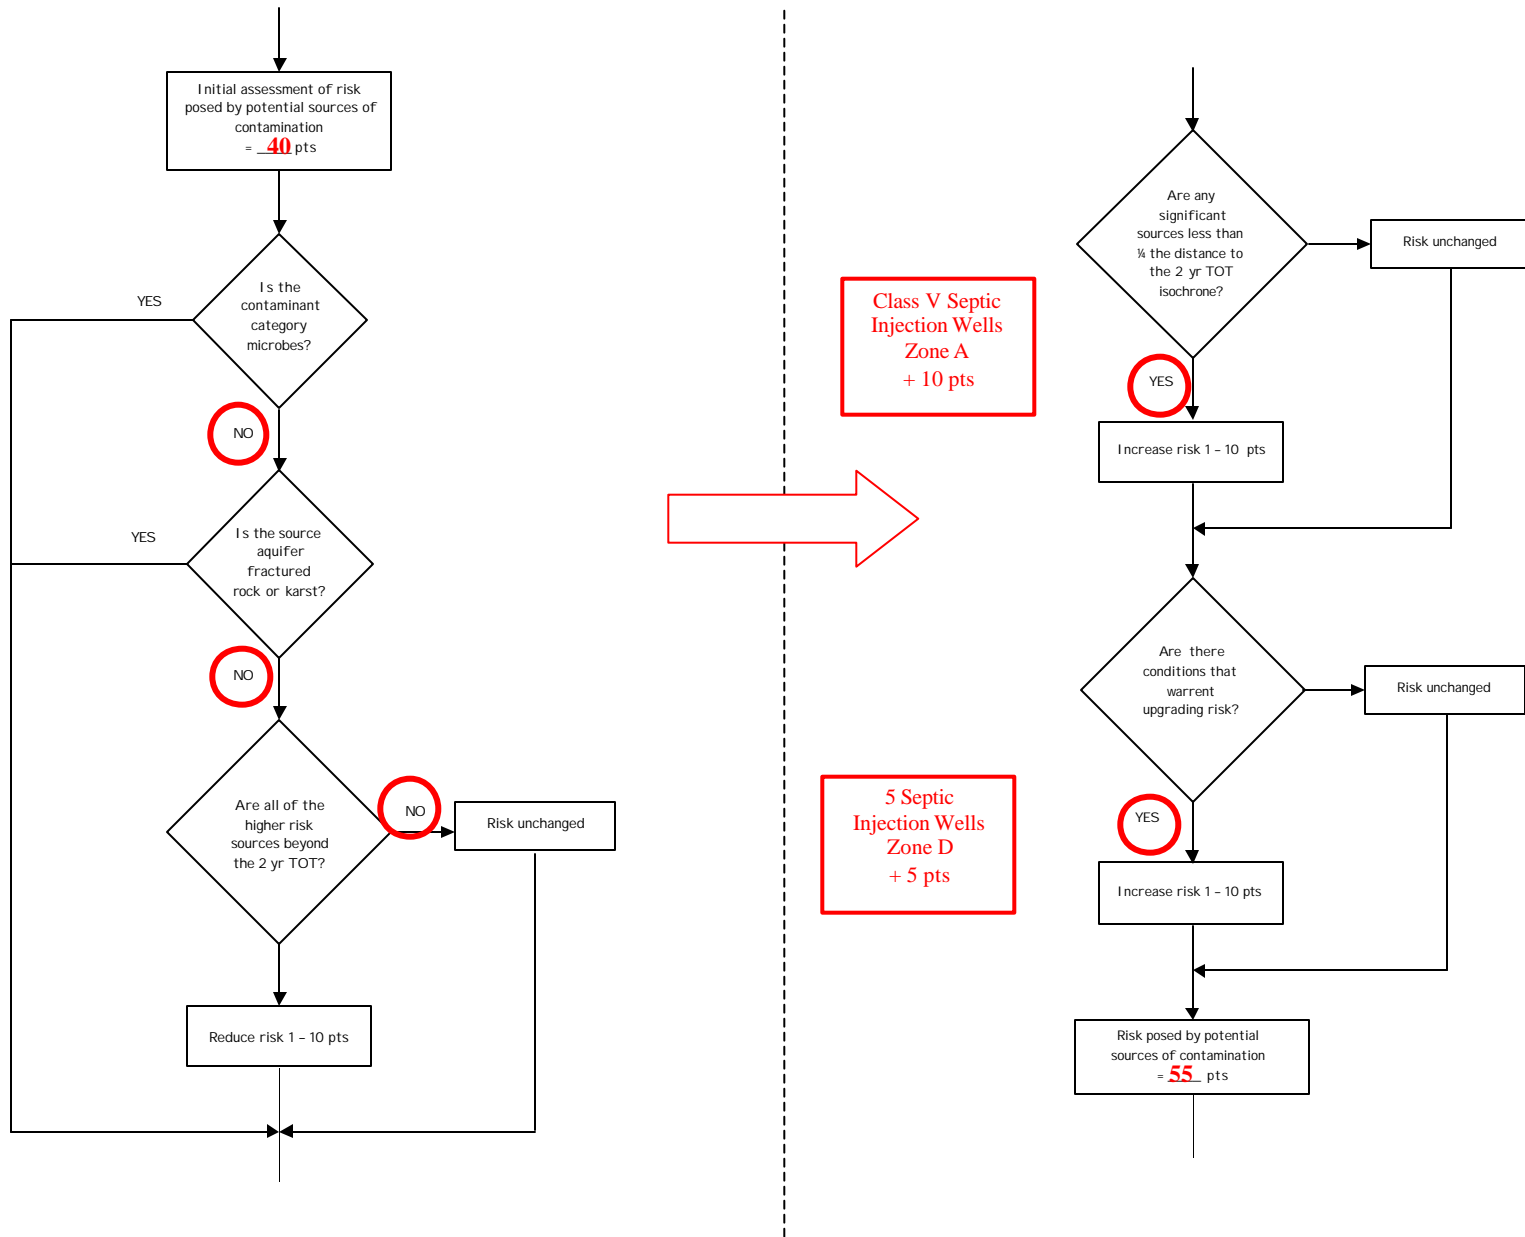 Initial assessment of risk
posed by potential sources of
contamination
= 40 pts
Is the
contaminant
category
microbes?
YES
NO
Is the source
aquifer
fractured
rock or karst?
YES
NO
Are all of the
higher risk
sources beyond
the 2 yr TOT?
NO
Risk unchanged
Reduce risk 1 – 10 pts
Are any
significant
sources less than
¼ the distance to
the 2 yr TOT
isochrone?
Risk unchanged
Class V Septic
Injection Wells
Zone A
+ 10 pts
YES
Increase risk 1 – 10 pts
Are there
conditions that
warrent
upgrading risk?
Risk unchanged
5 Septic
Injection Wells
Zone D
+ 5 pts
YES
Increase risk 1 – 10 pts
Risk posed by potential
sources of contamination
= 55 pts